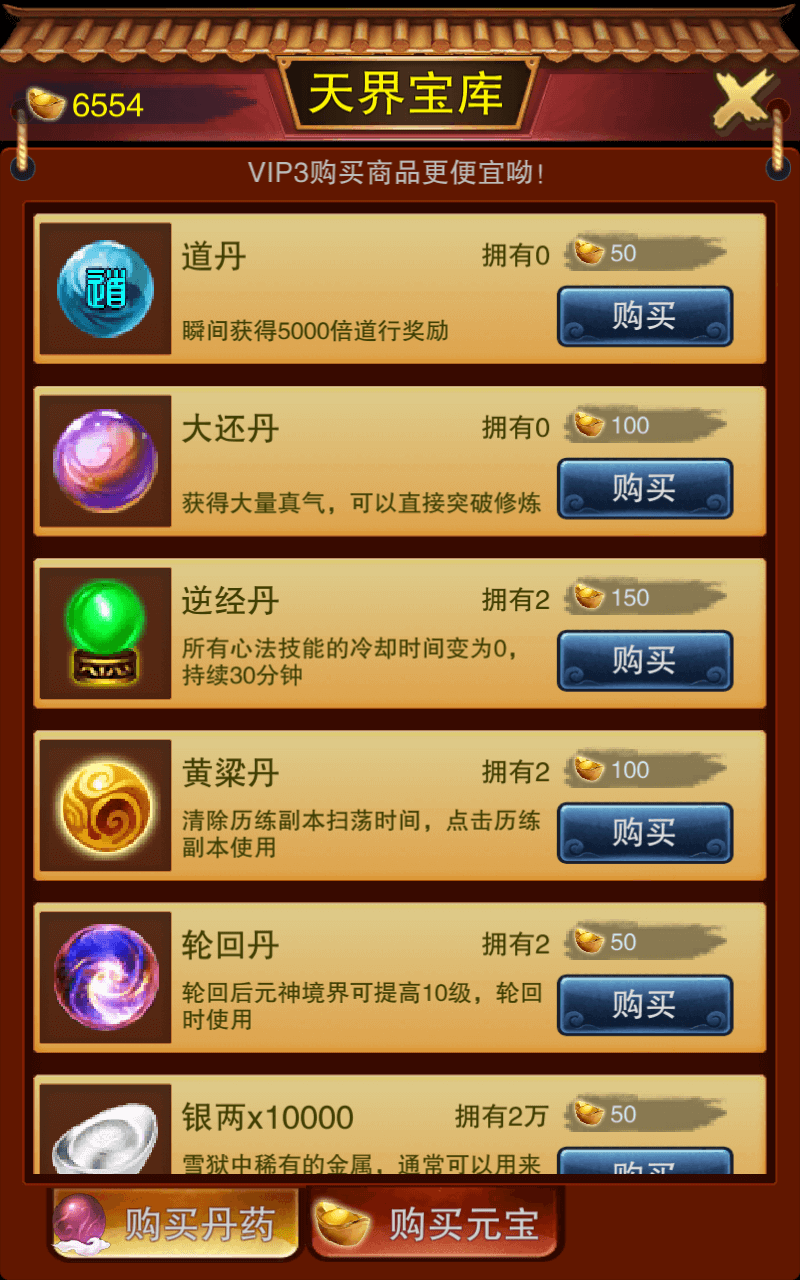 6554
天界宝库
VIP3购买商品更便宜呦！
道
道丹
拥有0
50
瞬间获得5000倍道行奖励
购买
大还丹
拥有0
100
获得大量真气，可以直接突破修炼
购买
逆经丹
拥有2
150
所有心法技能的冷却时间变为0，
持续30分钟
购买
黄粱丹
拥有2
100
清除历练副本扫荡时间，点击历练
副本使用
购买
轮回丹
拥有2
50
轮回后元神境界可提高10级，轮回
时使用
购买
银两x10000
拥有2万
50
雪狱中稀有的金属，通常可以用来
购买
购买丹药
购买元宝